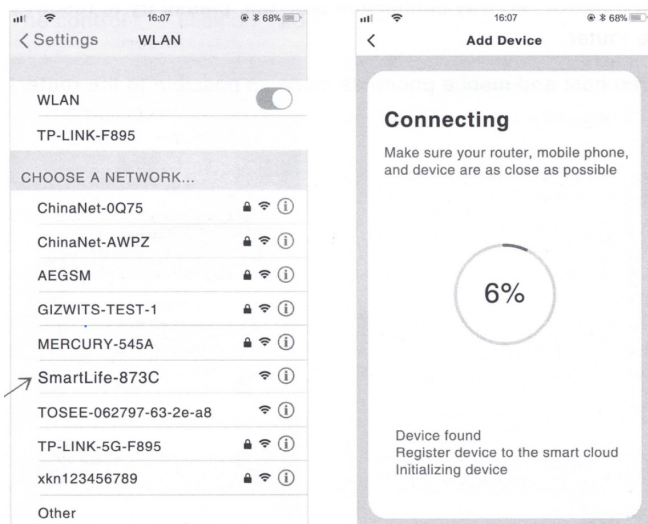 16:07
68%
Settings
WLAN
WLAN
TP-LINK-F895
CHOOSE A NETWORK...
ChinaNet-0Q75
ChinaNet-AWPZ
AEGSM
GIZWITS-TEST-1
MERCURY-545A
SmartLife-873C
TOSEE-062797-63-2e-a8
TP-LINK-5G-F895
xkn123456789
Other
16:07
68%
Add Device
Connecting
Make sure your router, mobile phone,
and device are as close as possible
6%
Device found
Register device to the smart cloud
Initializing device